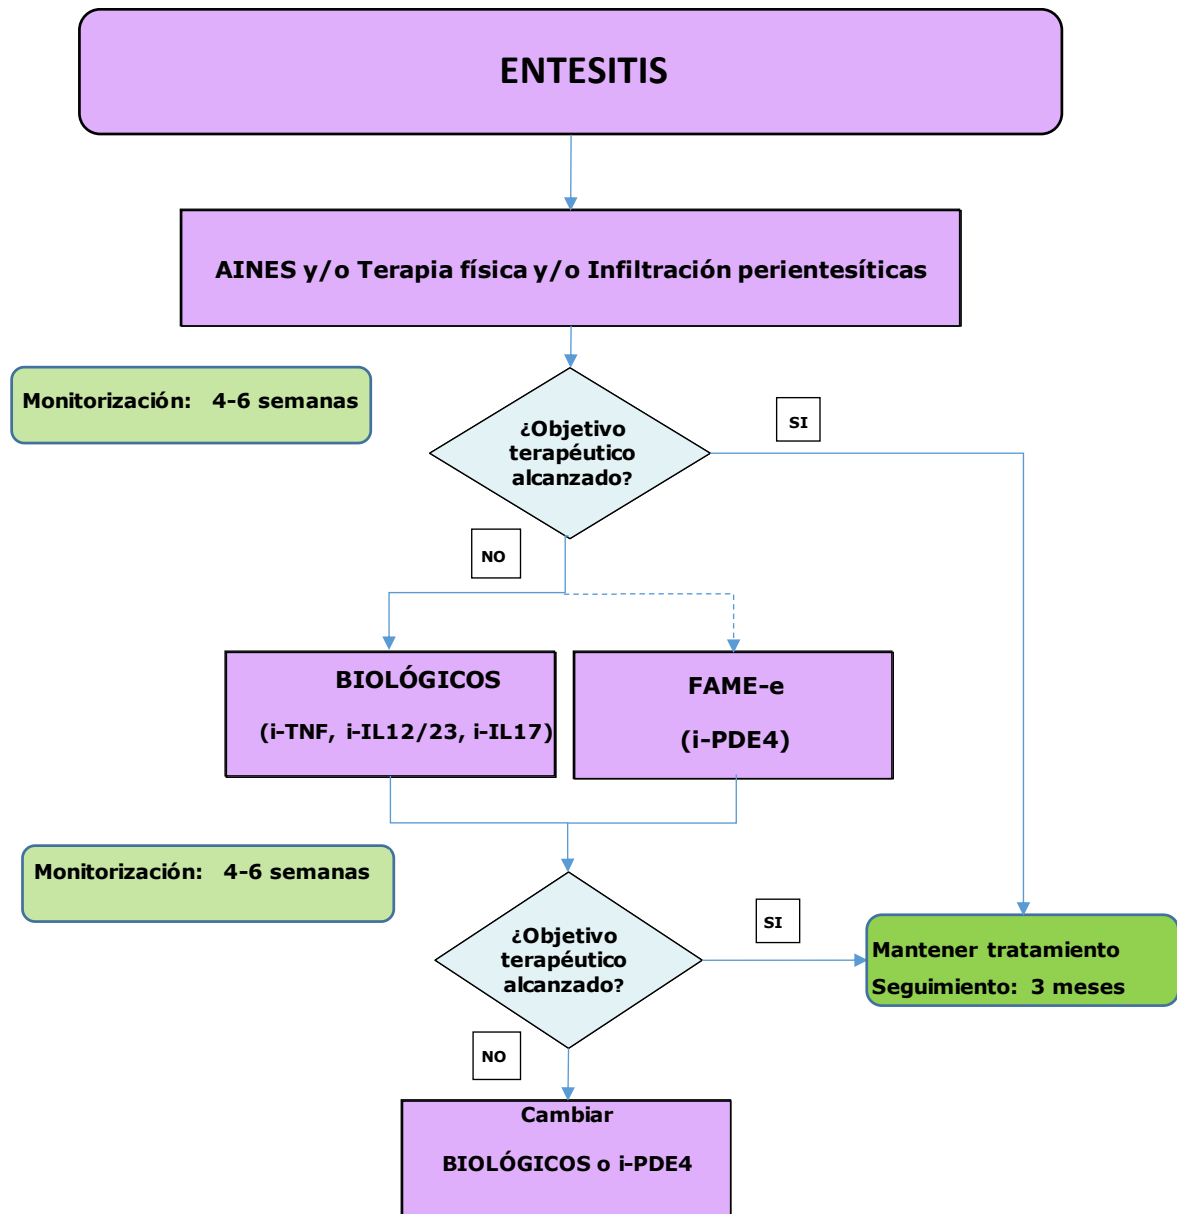 ENTESITIS
AINES y/o Terapia física y/o Infiltración perientesíticas
Monitorización: 4-6 semanas
¿Objetivo
terapéutico
alcanzado?
SI
NO
BIOLÓGICOS
(i-TNF, i-IL12/23, i-IL17)
FAME-e
(i-PDE4)
Monitorización: 4-6 semanas
¿Objetivo
terapéutico
alcanzado?
SI
Mantener tratamiento
Seguimiento: 3 meses
NO
Cambiar
BIOLÓGICOS o i-PDE4